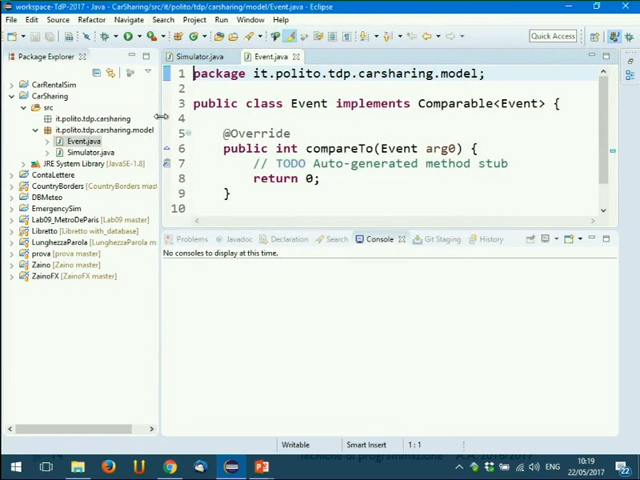 workspace-TdP-2017 - Java - CarSharing/src/it/polito/tdp/carsharing/model/Event.java - Eclipse
File Edit Source Refactor Navigate Search Project Run Window Help
Quick Access
Package Explorer
CarRentalSim
CarSharing
src
it.polito.tdp.carsharing
it.polito.tdp.carsharing.model
Event.java
Simulator.java
JRE System Library [JavaSE-1.8]
ContaLettere
CountryBorders [CountryBorders mast
DBMeteo
EmergencySim
Lab09_MetroDeParis [Lab09 master]
Libretto [Libretto master]
LunghezzaParola [LunghezzaParola m
prova [prova master]
Zaino [Zaino master]
ZainoFX [ZainoFX master]
Simulator.java Event.java
1 package it.polito.tdp.carsharing.model;
2
3 public class Event implements Comparable<Event> {
4
5 @Override
6 public int compareTo(Event arg0) {
7 // TODO Auto-generated method stub
8 return 0;
9 }
10
Problems Javadoc Declaration Search Console Git Staging History
No consoles to display at this time.
Writable Smart Insert 1 : 1
ENG
10:19
22/05/2017
22